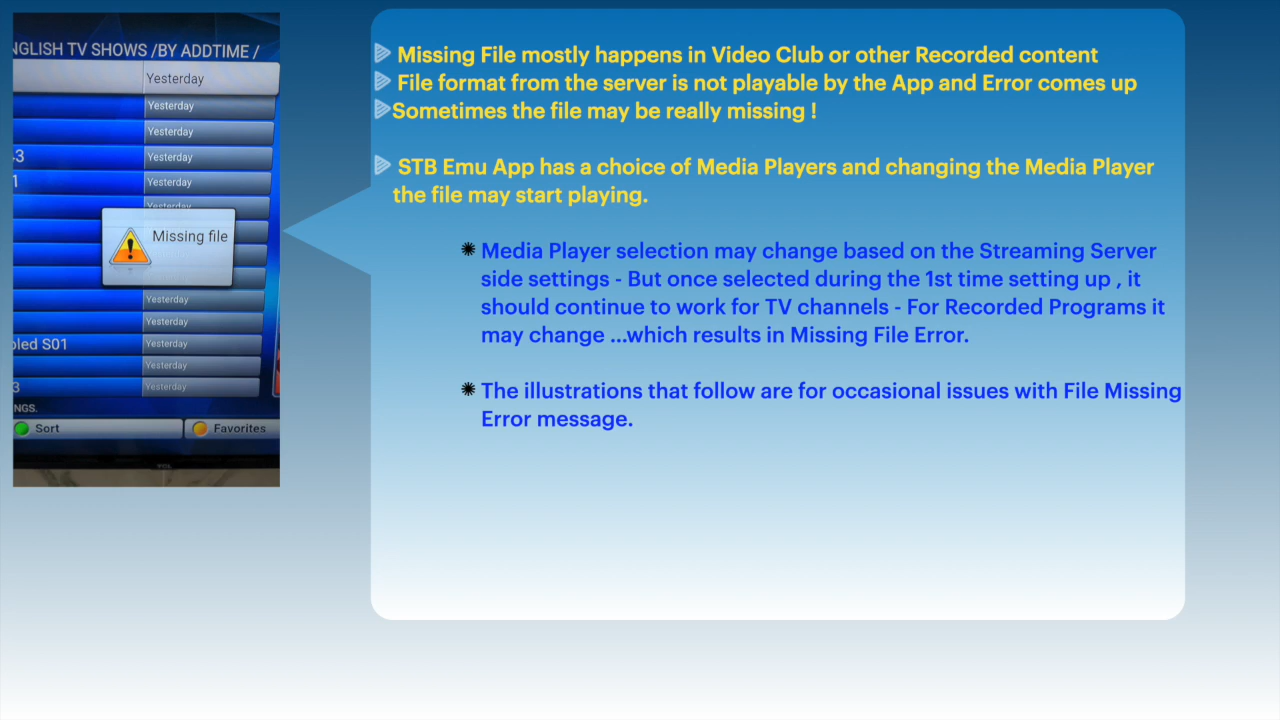 NGLISH TV SHOWS /BY ADDTIME /
Yesterday
Yesterday
Yesterday
43 Yesterday
1 Yesterday
Yesterday
Missing file
Yesterday
Yesterday
bled S01 Yesterday
Yesterday
3 Yesterday
NGS.
Sort Favorites
TCL
Missing File mostly happens in Video Club or other Recorded content
File format from the server is not playable by the App and Error comes up
Sometimes the file may be really missing !
STB Emu App has a choice of Media Players and changing the Media Player
the file may start playing.
Media Player selection may change based on the Streaming Server
side settings - But once selected during the 1st time setting up , it
should continue to work for TV channels - For Recorded Programs it
may change ...which results in Missing File Error.
The illustrations that follow are for occasional issues with File Missing
Error message.